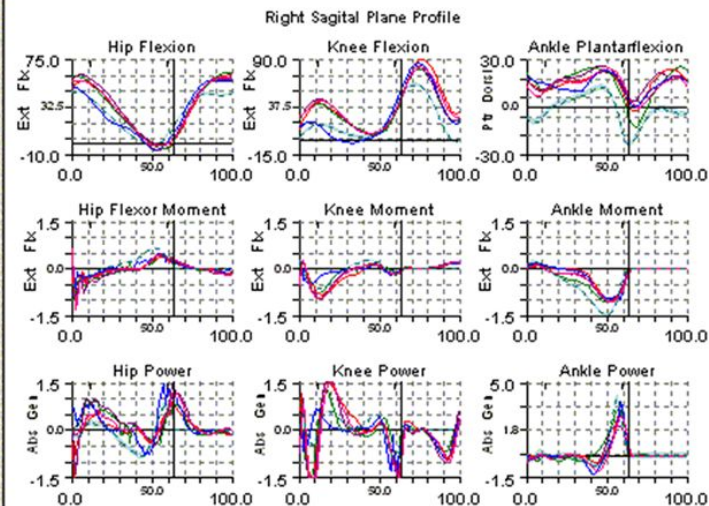 Right Sagital Plane Profile
Hip Flexion
Knee Flexion
Ankle Plantarflexion
75.0
90.0
30.0
Ext Flx
Ext Flx
Ptr Dorsi
32.5
37.5
0.0
-10.0
-15.0
-30.0
0.0 50.0 100.0
0.0 50.0 100.0
0.0 50.0 100.0
Hip Flexor Moment
Knee Moment
Ankle Moment
1.5
1.5
1.5
Ext Flx
Ext Flx
Ext Flx
0.0
0.0
0.0
-1.5
-1.5
-1.5
0.0 50.0 100.0
0.0 50.0 100.0
0.0 50.0 100.0
Hip Power
Knee Power
Ankle Power
1.5
1.5
5.0
Abs Gen
Abs Gen
Abs Gen
0.0
0.0
1.8
-1.5
-1.5
-1.5
0.0 50.0 100.0
0.0 50.0 100.0
0.0 50.0 100.0